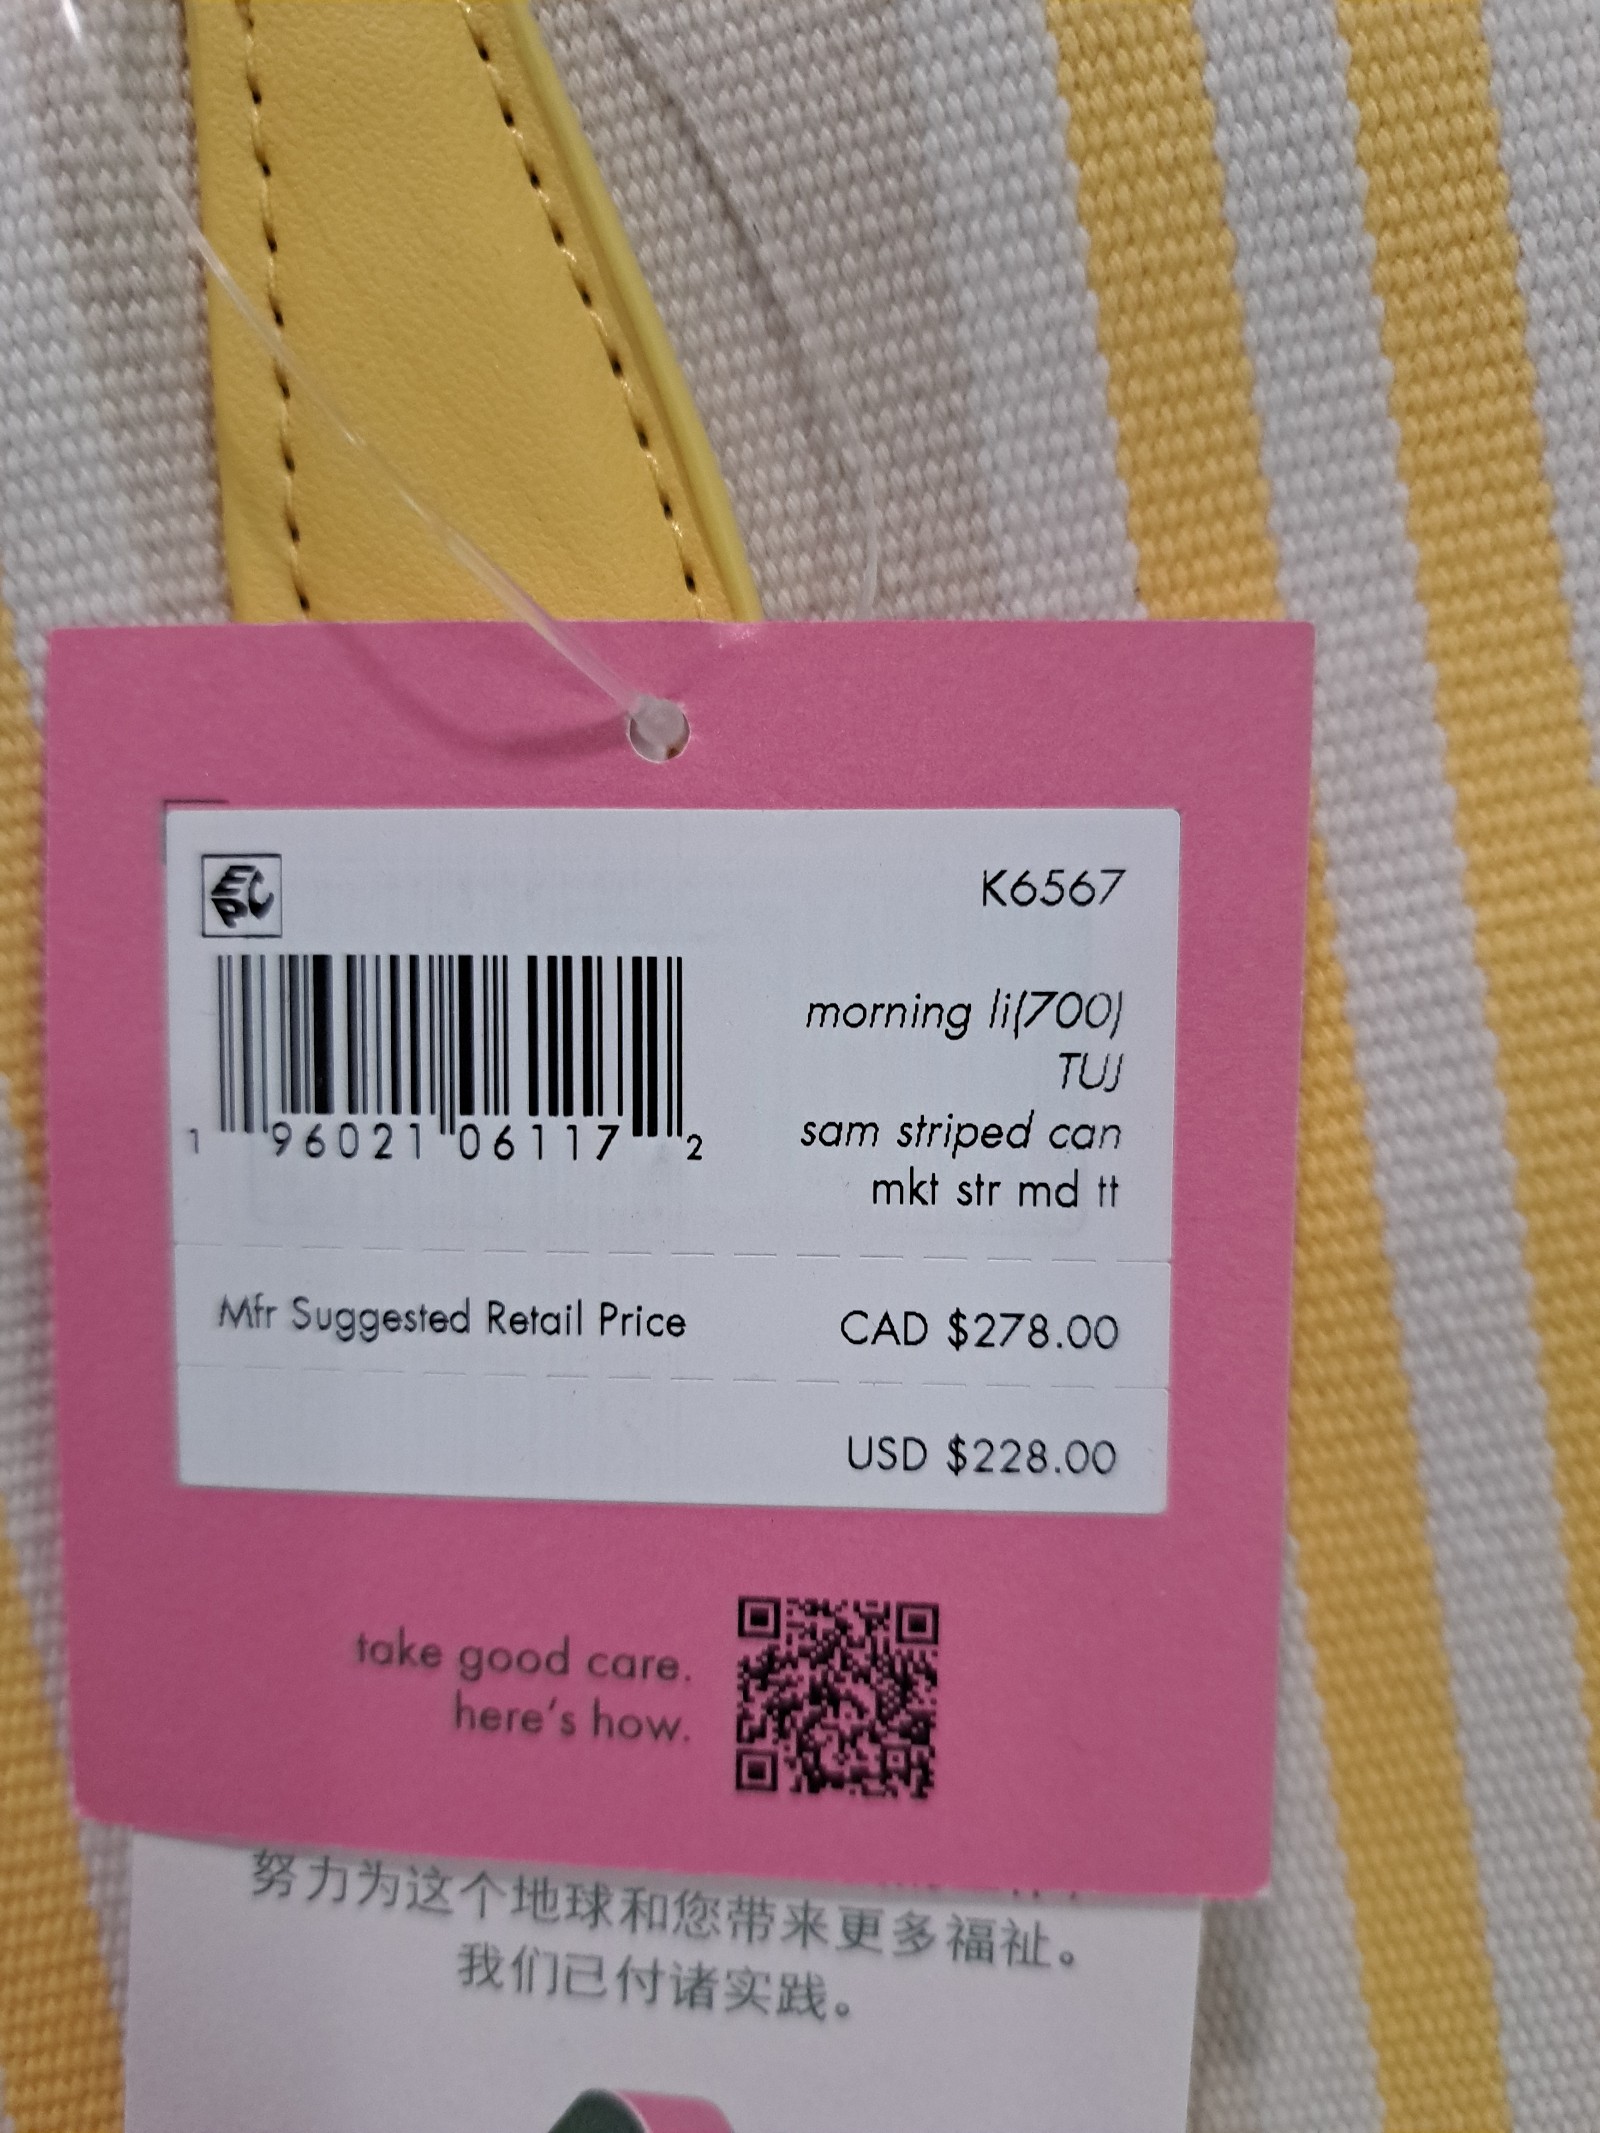 EPC
K6567
morning li(700)
TUJ
sam striped can
mkt str md tt
1 96021 06117 2
Mfr Suggested Retail Price CAD $278.00
USD $228.00
take good care.
here's how.
努力为这个地球和您带来更多福祉。
我们已付诸实践。